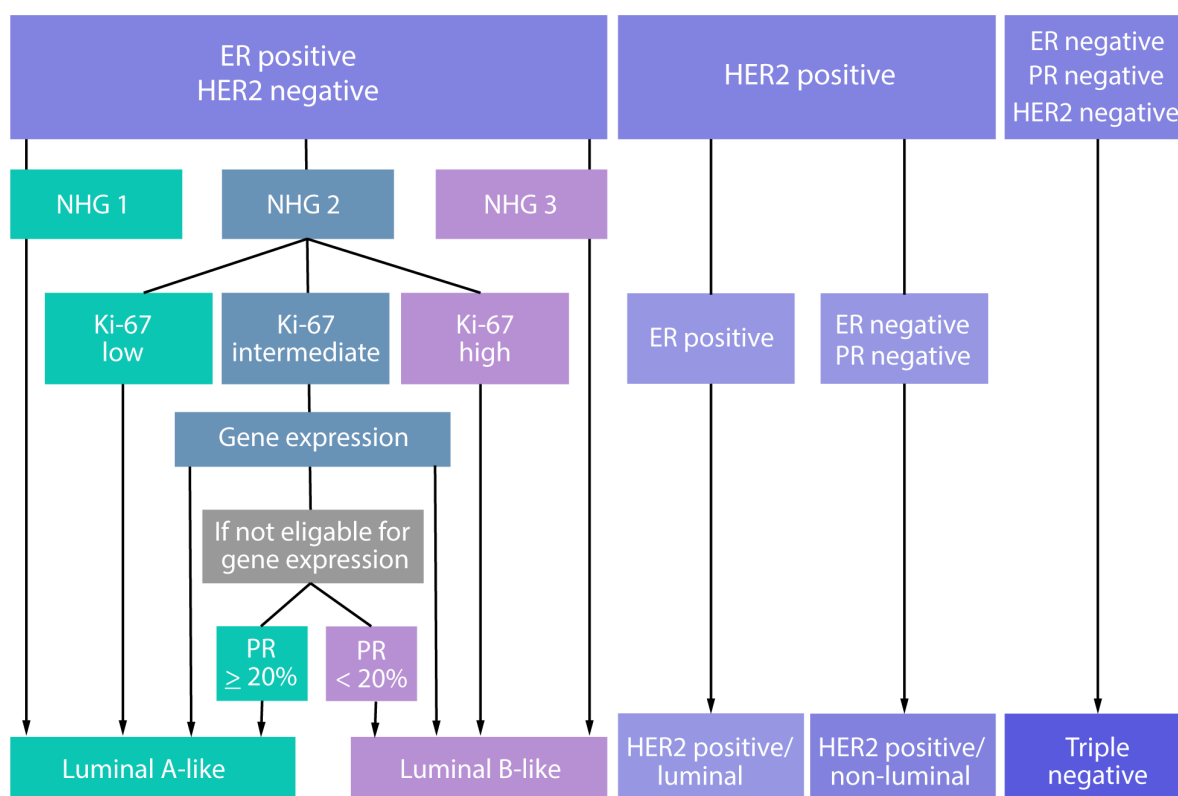 ER positive
HER2 negative
HER2 positive
ER negative
PR negative
HER2 negative
NHG 1
NHG 2
NHG 3
Ki-67
low
Ki-67
intermediate
Ki-67
high
ER positive
ER negative
PR negative
Gene expression
If not eligable for
gene expression
PR
≥ 20%
PR
< 20%
Luminal A-like
Luminal B-like
HER2 positive/
luminal
HER2 positive/
non-luminal
Triple
negative